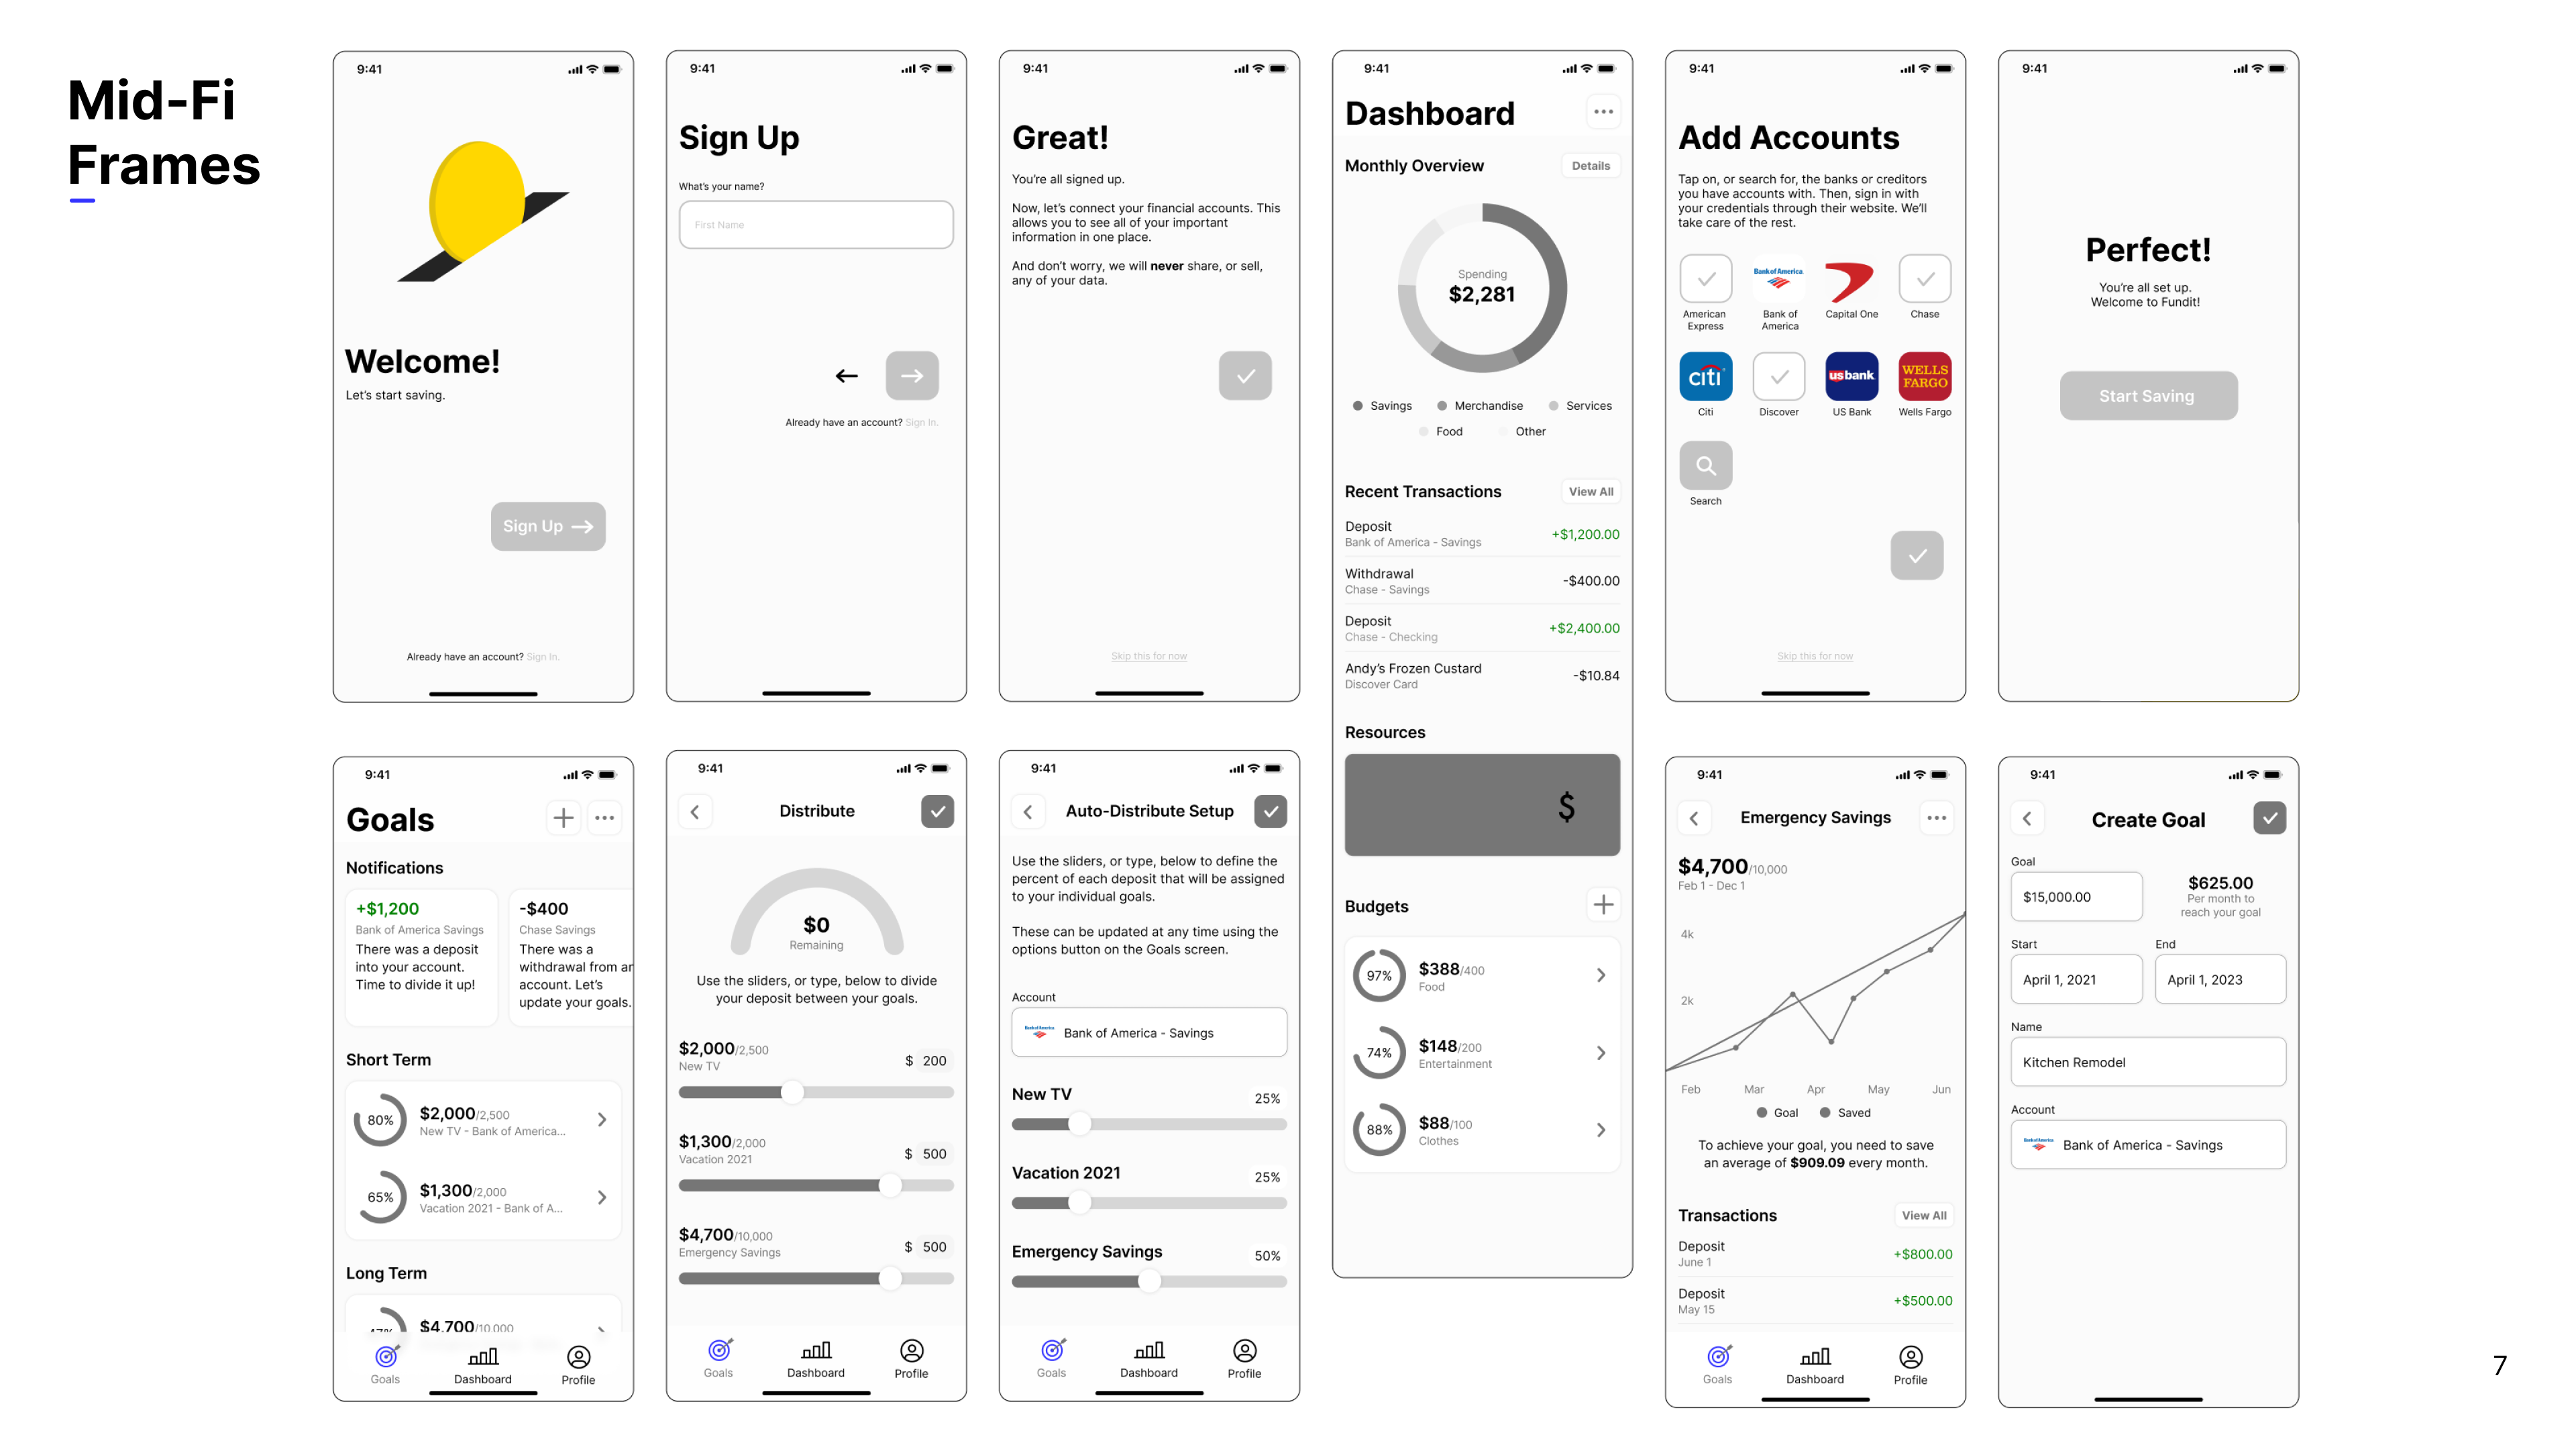 Mid-Fi
Frames
9:41
Welcome!
Let's start saving.
Sign Up
Already have an account? Sign In.
9:41
Sign Up
What's your name?
First Name
Already have an account? Sign In.
9:41
Great!
You're all signed up.
Now, let's connect your financial accounts. This
allows you to see all of your important
information in one place.
And don't worry, we will never share, or sell,
any of your data.
Skip this for now
9:41
Dashboard
Monthly Overview
Details
Spending
$2,281
Savings
Merchandise
Services
Food
Other
Recent Transactions
View All
Deposit
Bank of America - Savings
+$1,200.00
Withdrawal
Chase - Savings
-$400.00
Deposit
Chase - Checking
+$2,400.00
Andy's Frozen Custard
Discover Card
-$10.84
Resources
$
Budgets
97%
$388/400
Food
74%
$148/200
Entertainment
88%
$88/100
Clothes
9:41
Add Accounts
Tap on, or search for, the banks or creditors
you have accounts with. Then, sign in with
your credentials through their website. We'll
take care of the rest.
American
Express
Bank of America
Bank of
America
Capital One
Chase
citi
Citi
Discover
usbank
US Bank
WELLS
FARGO
Wells Fargo
Search
Skip this for now
9:41
Perfect!
You're all set up.
Welcome to Fundit!
Start Saving
9:41
Goals
Notifications
+$1,200
Bank of America Savings
There was a deposit
into your account.
Time to divide it up!
-$400
Chase Savings
There was a
withdrawal from an
account. Let's
update your goals.
Short Term
80%
$2,000/2,500
New TV - Bank of America...
65%
$1,300/2,000
Vacation 2021 - Bank of A...
Long Term
47%
$4,700/10,000
Goals
Dashboard
Profile
9:41
Distribute
$0
Remaining
Use the sliders, or type, below to divide
your deposit between your goals.
$2,000/2,500
New TV
$ 200
$1,300/2,000
Vacation 2021
$ 500
$4,700/10,000
Emergency Savings
$ 500
Goals
Dashboard
Profile
9:41
Auto-Distribute Setup
Use the sliders, or type, below to define the
percent of each deposit that will be assigned
to your individual goals.
These can be updated at any time using the
options button on the Goals screen.
Account
Bank of America
Bank of America - Savings
New TV
25%
Vacation 2021
25%
Emergency Savings
50%
Goals
Dashboard
Profile
9:41
Emergency Savings
$4,700/10,000
Feb 1 - Dec 1
4k
2k
Feb
Mar
Apr
May
Jun
Goal
Saved
To achieve your goal, you need to save
an average of $909.09 every month.
Transactions
View All
Deposit
June 1
+$800.00
Deposit
May 15
+$500.00
Goals
Dashboard
Profile
9:41
Create Goal
Goal
$15,000.00
$625.00
Per month to
reach your goal
Start
April 1, 2021
End
April 1, 2023
Name
Kitchen Remodel
Account
Bank of America
Bank of America - Savings
7